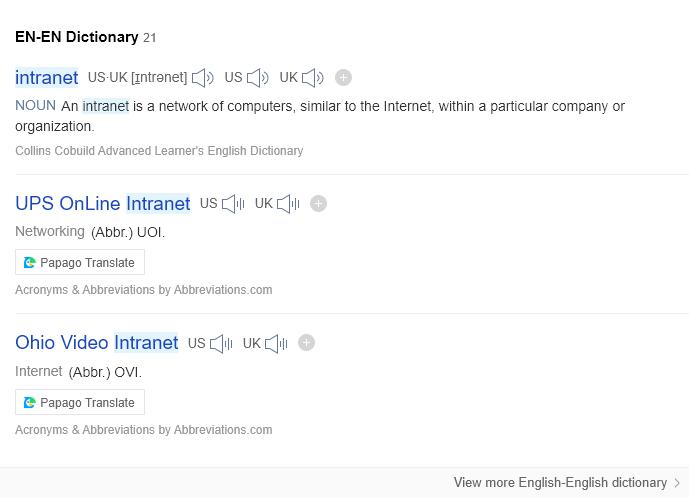 EN-EN Dictionary 21
intranet US·UK [ɪntrənet] US UK
NOUN An intranet is a network of computers, similar to the Internet, within a particular company or
organization.
Collins Cobuild Advanced Learner's English Dictionary
UPS OnLine Intranet US UK
Networking (Abbr.) UOI.
Papago Translate
Acronyms & Abbreviations by Abbreviations.com
Ohio Video Intranet US UK
Internet (Abbr.) OVI.
Papago Translate
Acronyms & Abbreviations by Abbreviations.com
View more English-English dictionary